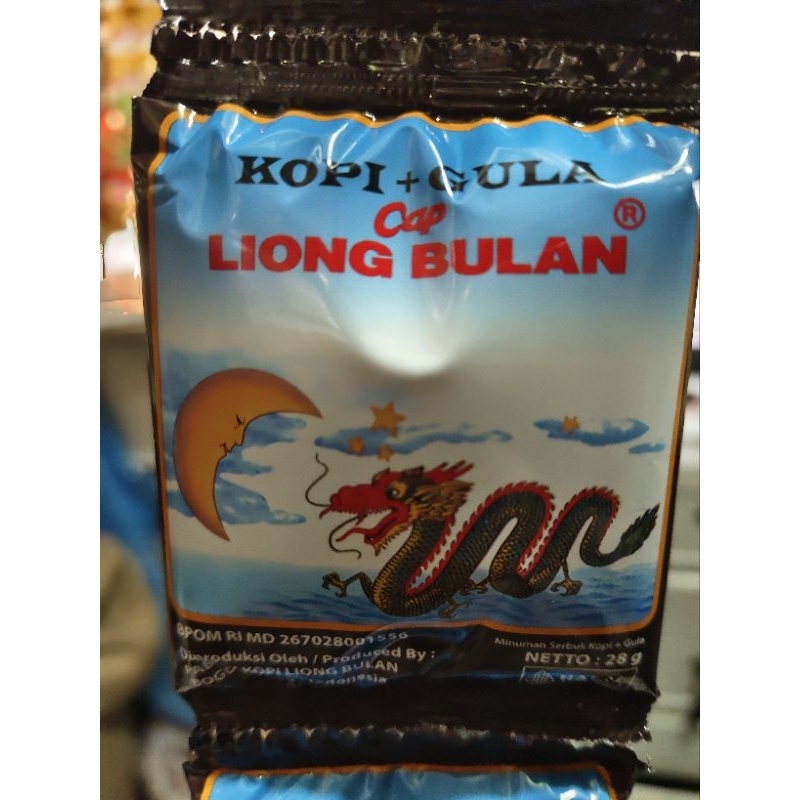 KOPI + GULA
Cap
LIONG BULAN ®
BPOM RI MD 267028001556
Diproduksi Oleh / Produced By :
KOPI LIONG BULAN
Indonesia
Minuman Serbuk Kopi + Gula
NETTO : 28 g